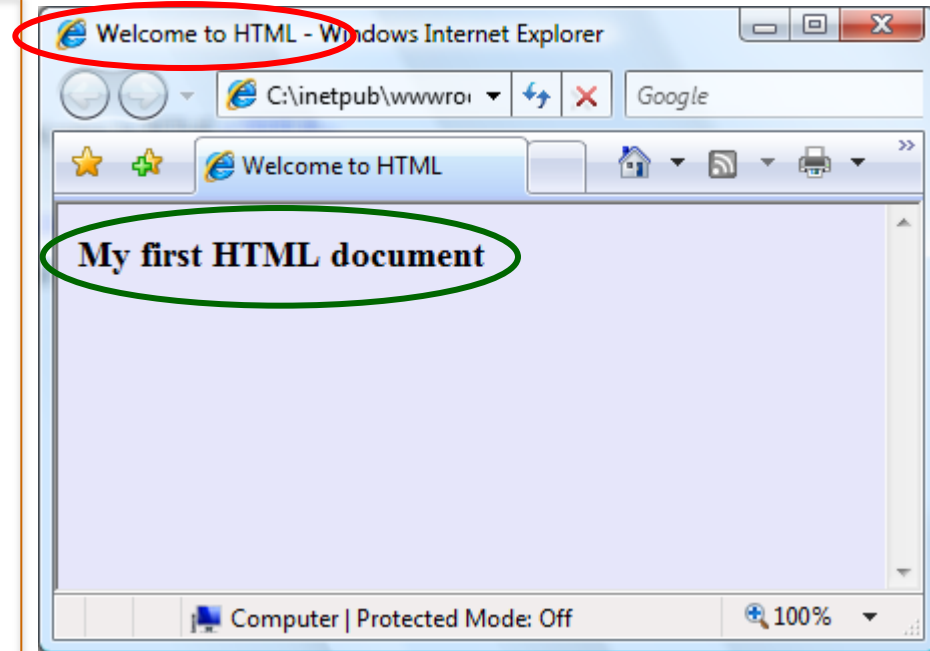 Welcome to HTML - Windows Internet Explorer
C:\inetpub\wwwro
Google
Welcome to HTML
My first HTML document
Computer | Protected Mode: Off
100%